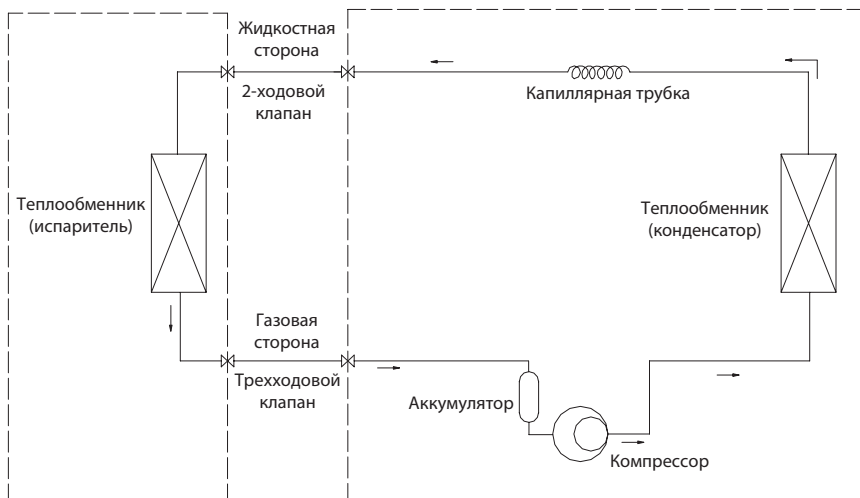 Жидкостная
сторона
2-ходовой
клапан
Капиллярная трубка
Теплообменник
(испаритель)
Теплообменник
(конденсатор)
Газовая
сторона
Трехходовой
клапан
Аккумулятор
Компрессор